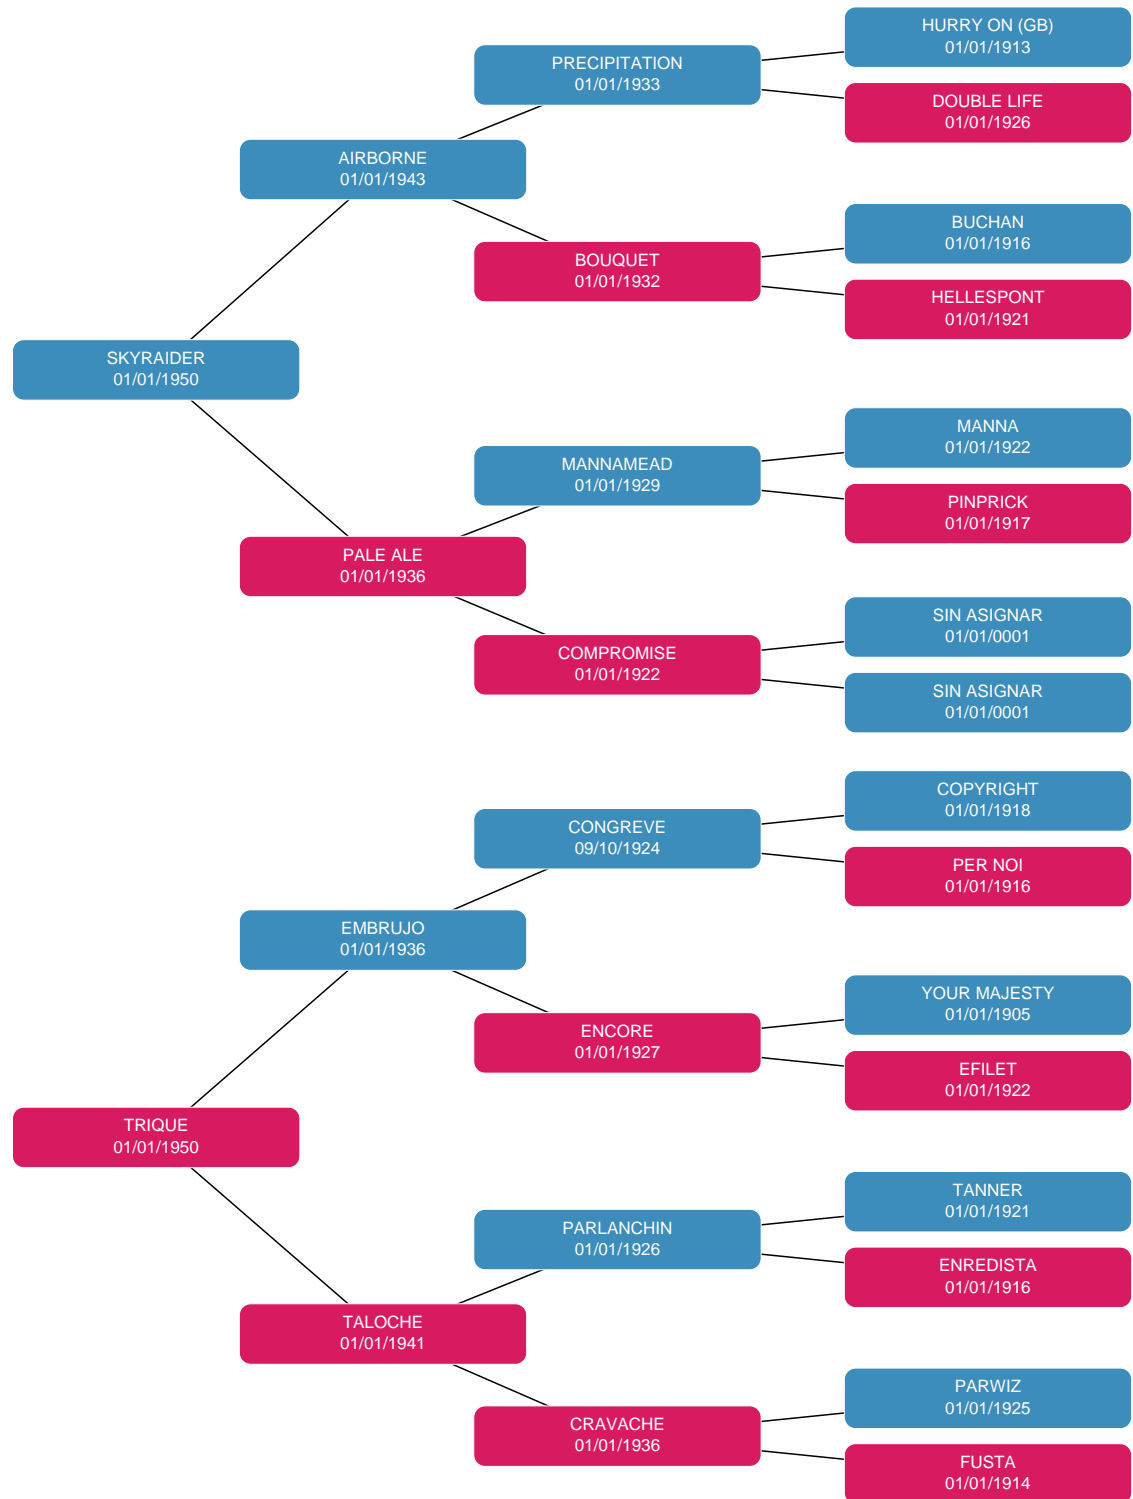 HURRY ON (GB)
01/01/1913
PRECIPITATION
01/01/1933
DOUBLE LIFE
01/01/1926
AIRBORNE
01/01/1943
BUCHAN
01/01/1916
BOUQUET
01/01/1932
HELLESPONT
01/01/1921
SKYRAIDER
01/01/1950
MANNA
01/01/1922
MANNAMEAD
01/01/1929
PINPRICK
01/01/1917
PALE ALE
01/01/1936
SIN ASIGNAR
01/01/0001
COMPROMISE
01/01/1922
SIN ASIGNAR
01/01/0001
COPYRIGHT
01/01/1918
CONGREVE
09/10/1924
PER NOI
01/01/1916
EMBRUJO
01/01/1936
YOUR MAJESTY
01/01/1905
ENCORE
01/01/1927
EFILET
01/01/1922
TRIQUE
01/01/1950
TANNER
01/01/1921
PARLANCHIN
01/01/1926
ENREDISTA
01/01/1916
TALOCHE
01/01/1941
PARWIZ
01/01/1925
CRAVACHE
01/01/1936
FUSTA
01/01/1914